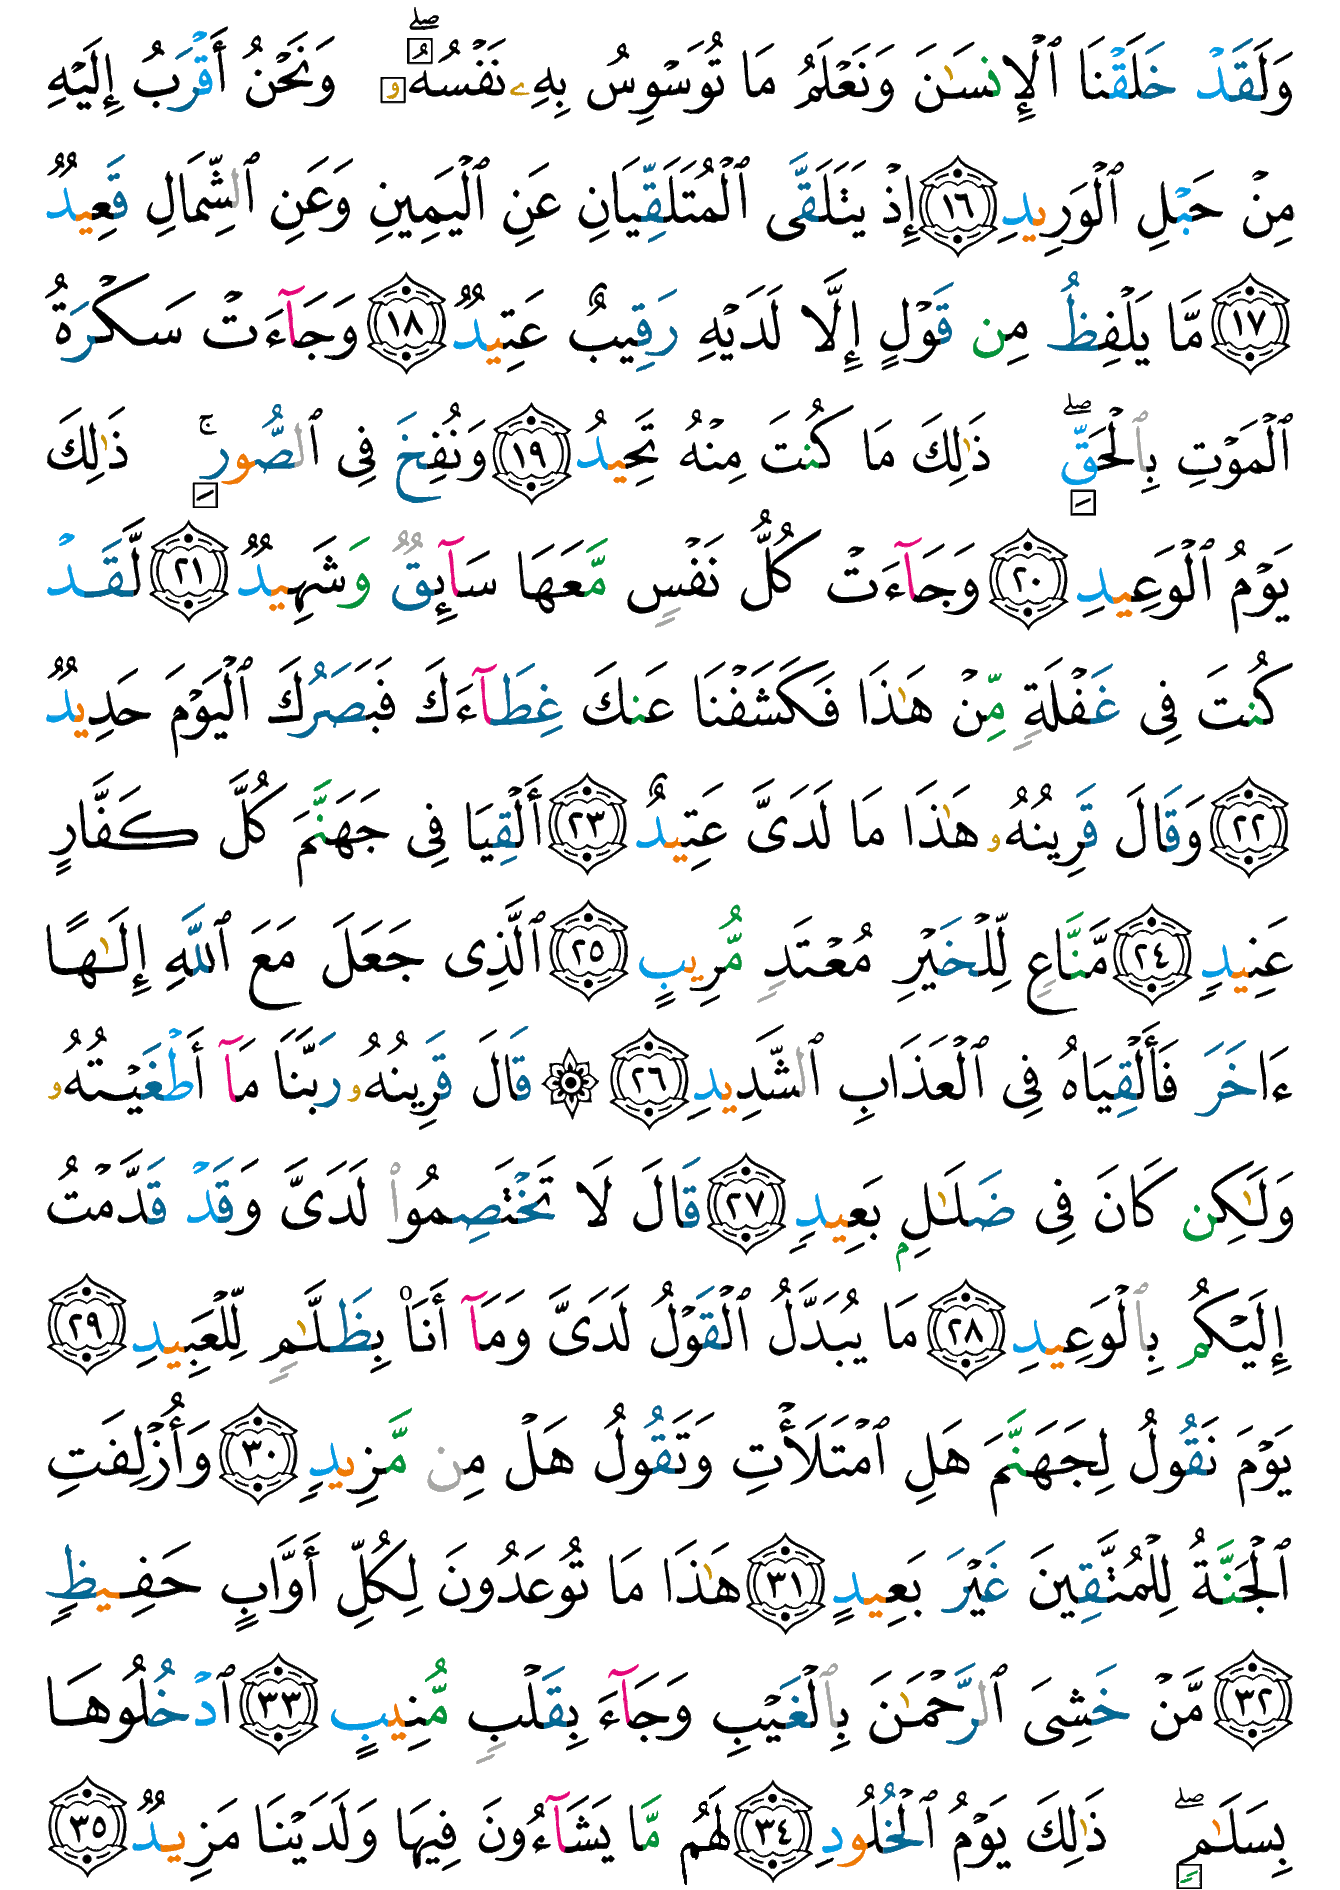 وَلَقَدْ خَلَقْنَا ٱلْإِنسَـٰنَ وَنَعْلَمُ مَا تُوَسْوِسُ بِهِۦ نَفْسُهُۥ ۖ وَنَحْنُ أَقْرَبُ إِلَيْهِ
مِنْ حَبْلِ ٱلْوَرِيدِ ١٦ إِذْ يَتَلَقَّى ٱلْمُتَلَقِّيَانِ عَنِ ٱلْيَمِينِ وَعَنِ ٱلشِّمَالِ قَعِيدٌ
١٧ مَّا يَلْفِظُ مِن قَوْلٍ إِلَّا لَدَيْهِ رَقِيبٌ عَتِيدٌ ١٨ وَجَآءَتْ سَكْرَةُ
ٱلْمَوْتِ بِٱلْحَقِّ ۖ ذَٰلِكَ مَا كُنتَ مِنْهُ تَحِيدُ ١٩ وَنُفِخَ فِى ٱلصُّورِ ۚ ذَٰلِكَ
يَوْمُ ٱلْوَعِيدِ ٢٠ وَجَآءَتْ كُلُّ نَفْسٍ مَّعَهَا سَآئِقٌ وَشَهِيدٌ ٢١ لَّقَدْ
كُنتَ فِى غَفْلَةٍ مِّنْ هَـٰذَا فَكَشَفْنَا عَنكَ غِطَآءَكَ فَبَصَرُكَ ٱلْيَوْمَ حَدِيدٌ
٢٢ وَقَالَ قَرِينُهُۥ هَـٰذَا مَا لَدَىَّ عَتِيدٌ ٢٣ أَلْقِيَا فِى جَهَنَّمَ كُلَّ كَفَّارٍ
عَنِيدٍ ٢٤ مَّنَّاعٍ لِّلْخَيْرِ مُعْتَدٍ مُّرِيبٍ ٢٥ ٱلَّذِى جَعَلَ مَعَ ٱللَّهِ إِلَـٰهًا
ءَاخَرَ فَأَلْقِيَاهُ فِى ٱلْعَذَابِ ٱلشَّدِيدِ ٢٦ ۞ قَالَ قَرِينُهُۥ رَبَّنَا مَآ أَطْغَيْتُهُۥ
وَلَـٰكِن كَانَ فِى ضَلَـٰلٍۭ بَعِيدٍ ٢٧ قَالَ لَا تَخْتَصِمُوا۟ لَدَىَّ وَقَدْ قَدَّمْتُ
إِلَيْكُم بِٱلْوَعِيدِ ٢٨ مَا يُبَدَّلُ ٱلْقَوْلُ لَدَىَّ وَمَآ أَنَا۠ بِظَلَّـٰمٍ لِّلْعَبِيدِ ٢٩
يَوْمَ نَقُولُ لِجَهَنَّمَ هَلِ ٱمْتَلَأْتِ وَتَقُولُ هَلْ مِن مَّزِيدٍ ٣٠ وَأُزْلِفَتِ
ٱلْجَنَّةُ لِلْمُتَّقِينَ غَيْرَ بَعِيدٍ ٣١ هَـٰذَا مَا تُوعَدُونَ لِكُلِّ أَوَّابٍ حَفِيظٍ
٣٢ مَّنْ خَشِىَ ٱلرَّحْمَـٰنَ بِٱلْغَيْبِ وَجَآءَ بِقَلْبٍ مُّنِيبٍ ٣٣ ٱدْخُلُوهَا
بِسَلَـٰمٍ ۖ ذَٰلِكَ يَوْمُ ٱلْخُلُودِ ٣٤ لَهُم مَّا يَشَآءُونَ فِيهَا وَلَدَيْنَا مَزِيدٌ ٣٥